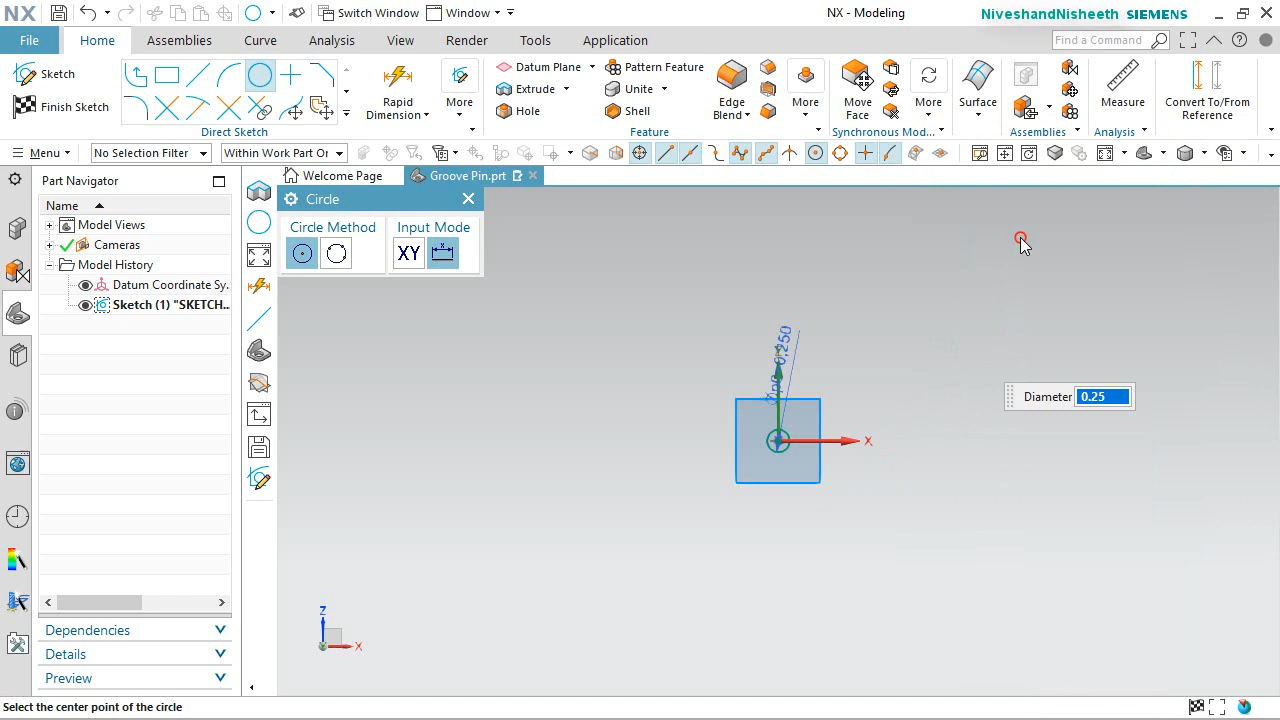 NX
Switch Window
Window
NX - Modeling
NiveshandNisheeth SIEMENS
File
Home
Assemblies
Curve
Analysis
View
Render
Tools
Application
Find a Command
Sketch
Finish Sketch
Direct Sketch
Rapid
Dimension
More
Datum Plane
Extrude
Hole
Pattern Feature
Unite
Shell
Edge
Blend
More
Feature
Move
Face
More
Synchronous Mod...
Surface
Assemblies
Measure
Analysis
Convert To/From
Reference
Menu
No Selection Filter
Within Work Part On
Part Navigator
Welcome Page
Groove Pin.prt
Name
Model Views
Cameras
Model History
Datum Coordinate Sy.
Sketch (1) "SKETCH...
Circle
Circle Method
Input Mode
XY
0,250
X
Diameter 0.25
Z
X
Dependencies
Details
Preview
Select the center point of the circle